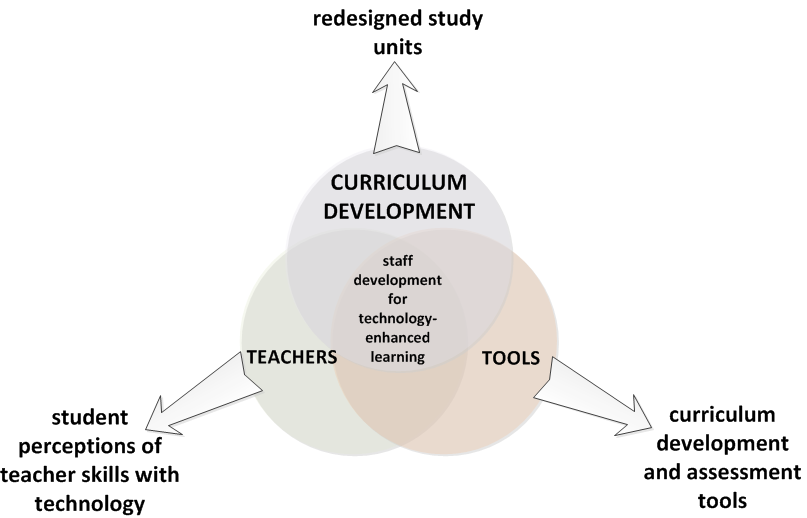 redesigned study
units
CURRICULUM
DEVELOPMENT
staff
development
for
technology-
enhanced
learning
TEACHERS
TOOLS
student
perceptions of
teacher skills with
technology
curriculum
development
and assessment
tools